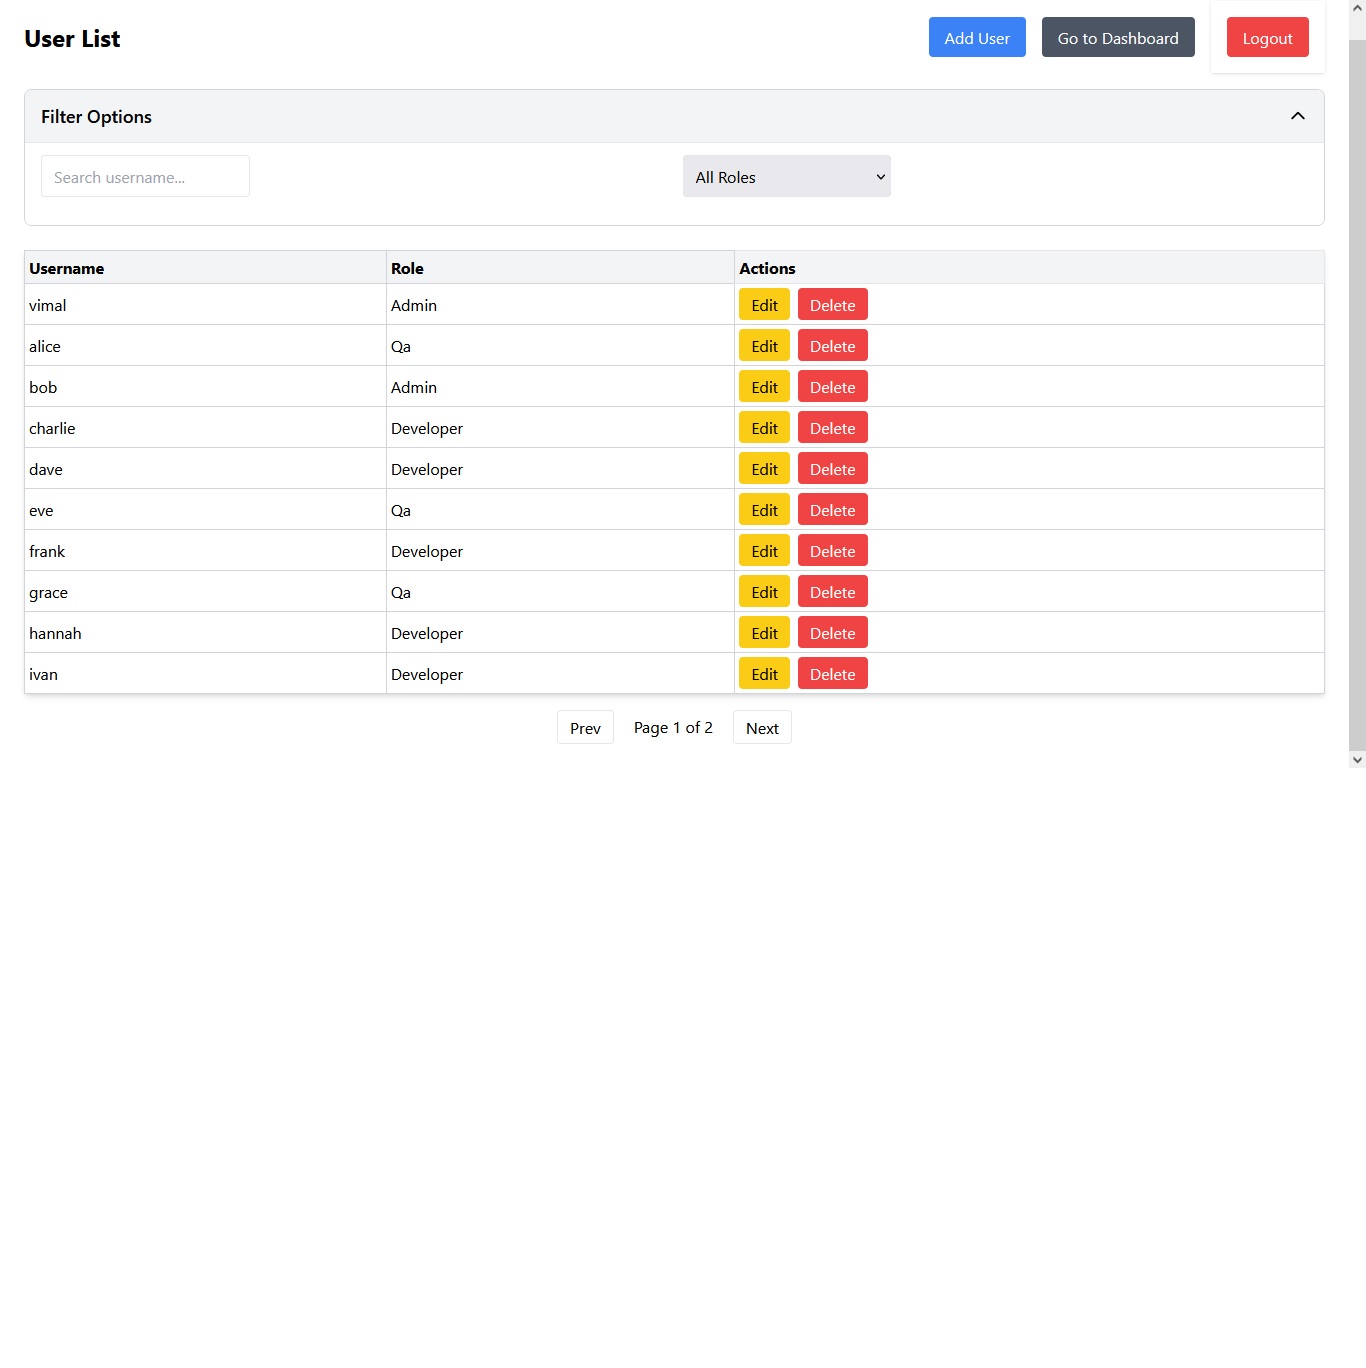 User List Add User Go to Dashboard Logout
Filter Options
Search username... All Roles
Username Role Actions
vimal Admin Edit Delete
alice Qa Edit Delete
bob Admin Edit Delete
charlie Developer Edit Delete
dave Developer Edit Delete
eve Qa Edit Delete
frank Developer Edit Delete
grace Qa Edit Delete
hannah Developer Edit Delete
ivan Developer Edit Delete
Prev Page 1 of 2 Next